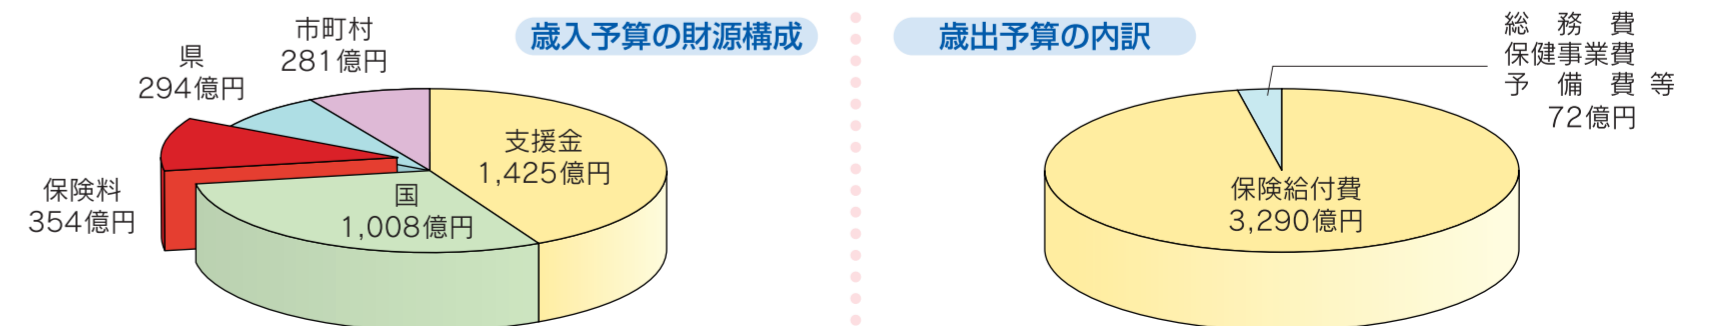 歳入予算の財源構成
市町村
281億円
県
294億円
保険料
354億円
国
1,008億円
支援金
1,425億円
歳出予算の内訳
総務費
保健事業費
予備費等
72億円
保険給付費
3,290億円